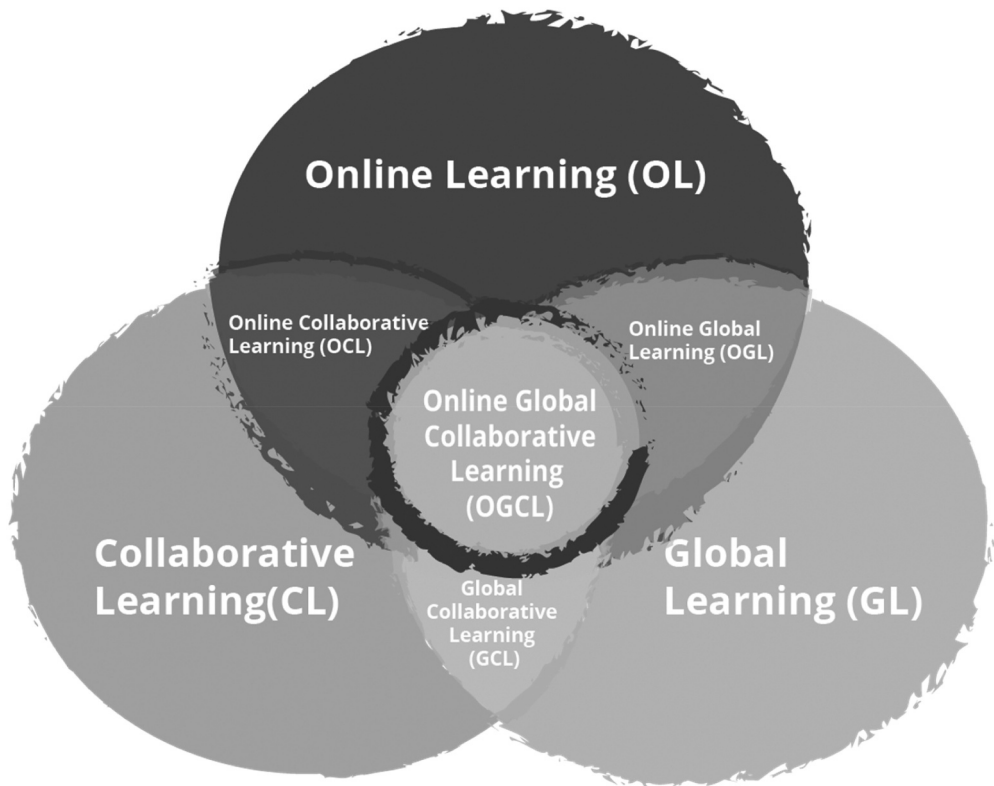 Online Learning (OL)
Online Collaborative
Learning (OCL)
Online Global
Learning (OGL)
Online Global
Collaborative
Learning
(OGCL)
Collaborative
Learning(CL)
Global
Learning (GL)
Global
Collaborative
Learning
(GCL)